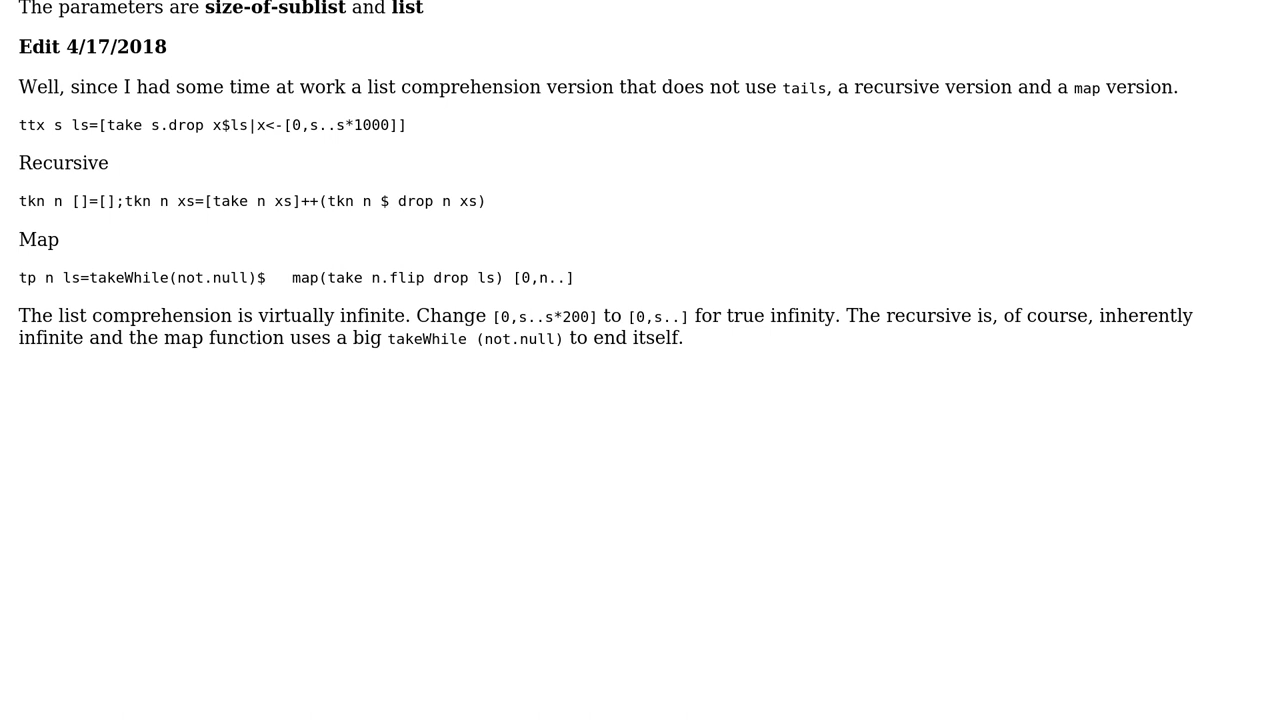 The parameters are size-of-sublist and list
Edit 4/17/2018
Well, since I had some time at work a list comprehension version that does not use tails, a recursive version and a map version.
ttx s ls=[take s.drop x$ls|x<-[0,s..s*1000]]
Recursive
tkn n []=[];tkn n xs=[take n xs]++(tkn n $ drop n xs)
Map
tp n ls=takeWhile(not.null)$   map(take n.flip drop ls) [0,n..]
The list comprehension is virtually infinite. Change [0,s..s*200] to [0,s..] for true infinity. The recursive is, of course, inherently
infinite and the map function uses a big takeWhile (not.null) to end itself.